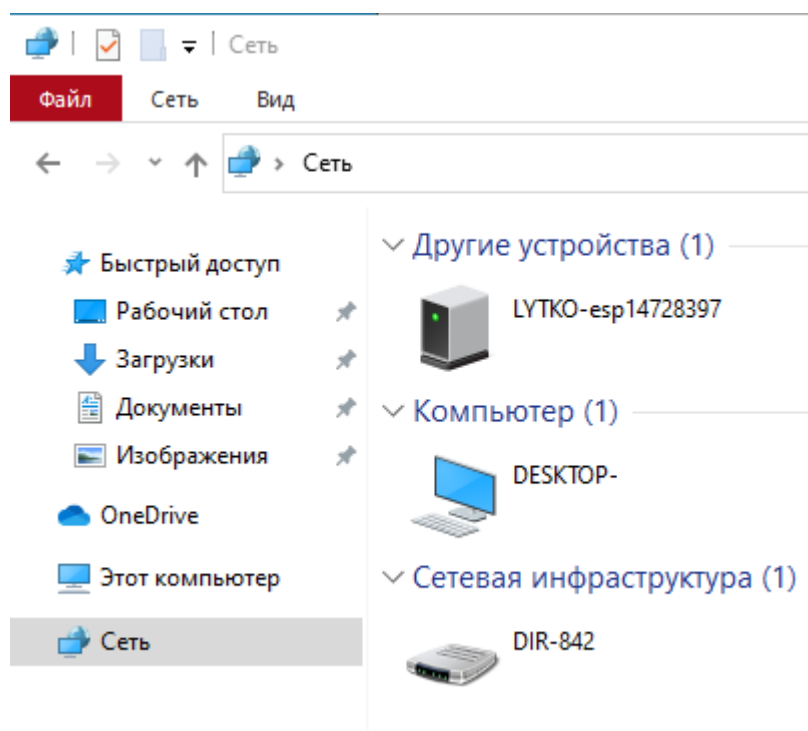 Сеть
Файл Сеть Вид
Сеть
Быстрый доступ
Рабочий стол
Загрузки
Документы
Изображения
OneDrive
Этот компьютер
Сеть
Другие устройства (1)
LYTKO-esp14728397
Компьютер (1)
DESKTOP-
Сетевая инфраструктура (1)
DIR-842